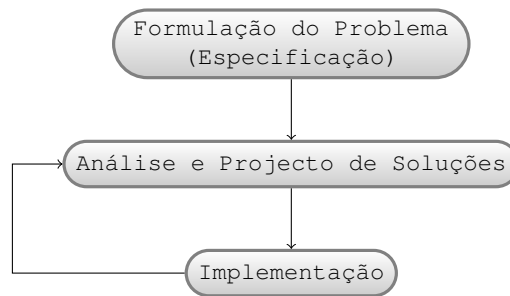 Formulação do Problema
(Especificação)
Análise e Projecto de Soluções
Implementação